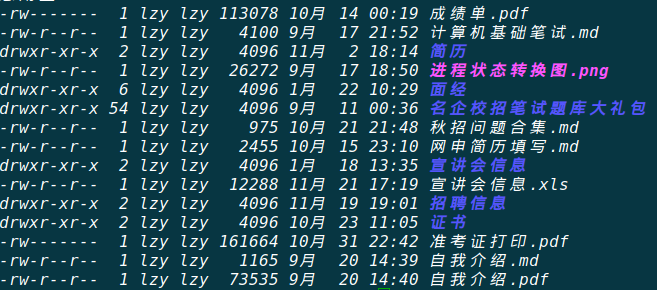 -rw------- 1 lzy lzy 113078 10月 14 00:19 成绩单.pdf
-rw-r--r-- 1 lzy lzy 4100 9月 17 21:52 计算机基础笔试.md
drwxr-xr-x 2 lzy lzy 4096 11月 2 18:14 简历
-rw-r--r-- 1 lzy lzy 26272 9月 17 18:50 进程状态转换图.png
drwxr-xr-x 6 lzy lzy 4096 1月 22 10:29 面经
drwxr-xr-x 54 lzy lzy 4096 9月 11 00:36 名企校招笔试题库大礼包
-rw-r--r-- 1 lzy lzy 975 10月 21 21:48 秋招问题合集.md
-rw-r--r-- 1 lzy lzy 2455 10月 15 23:10 网申简历填写.md
drwxr-xr-x 2 lzy lzy 4096 1月 18 13:35 宣讲会信息
-rw-r--r-- 1 lzy lzy 12288 11月 21 17:19 宣讲会信息.xls
drwxr-xr-x 2 lzy lzy 4096 11月 19 19:01 招聘信息
drwxr-xr-x 2 lzy lzy 4096 10月 23 11:05 证书
-rw------- 1 lzy lzy 161664 10月 31 22:42 准考证打印.pdf
-rw-r--r-- 1 lzy lzy 1165 9月 20 14:39 自我介绍.md
-rw-r--r-- 1 lzy lzy 73535 9月 20 14:40 自我介绍.pdf